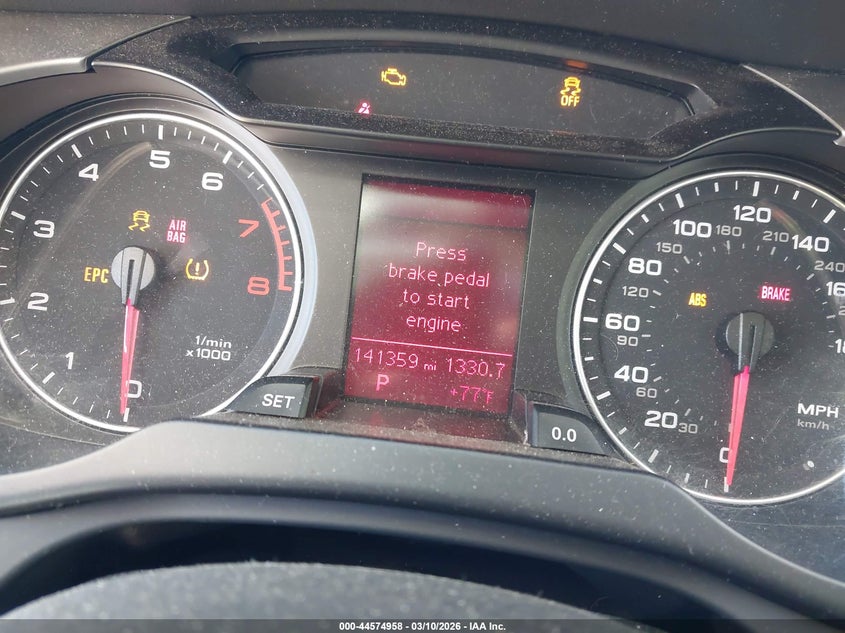 OFF
5
4
6
3
7
AIR
BAG
EPC
2
8
1/min
x1000
1
0
SET
Press
brake pedal
to start
engine
141359 mi 1330.7
P
+77°F
0.0
120
100 180 210 140
150
80
240
120
ABS
BRAKE
60
90
40
60
MPH
20 30
km/h
0
000-44574958 - 03/10/2026 - IAA Inc.